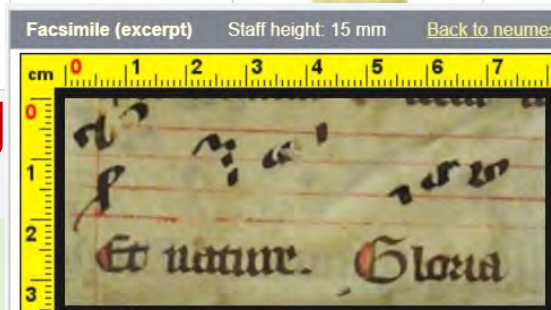 Facsimile (excerpt) Staff height: 15 mm Back to neumes
cm 0 1 2 3 4 5 6 7
0
1
2
3
Et nature. Gloria